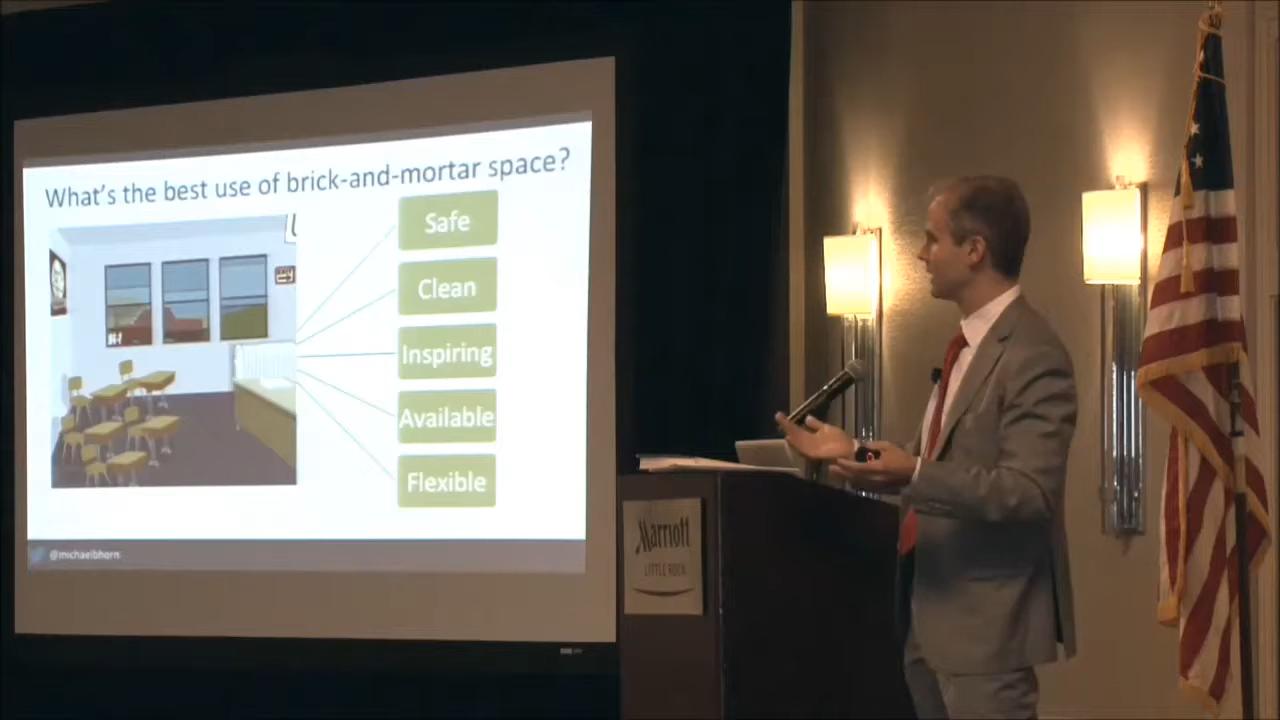 What's the best use of brick-and-mortar space?
Safe
Clean
Inspiring
Available
Flexible
@michaelbhorn
Marriott
LITTLE ROCK